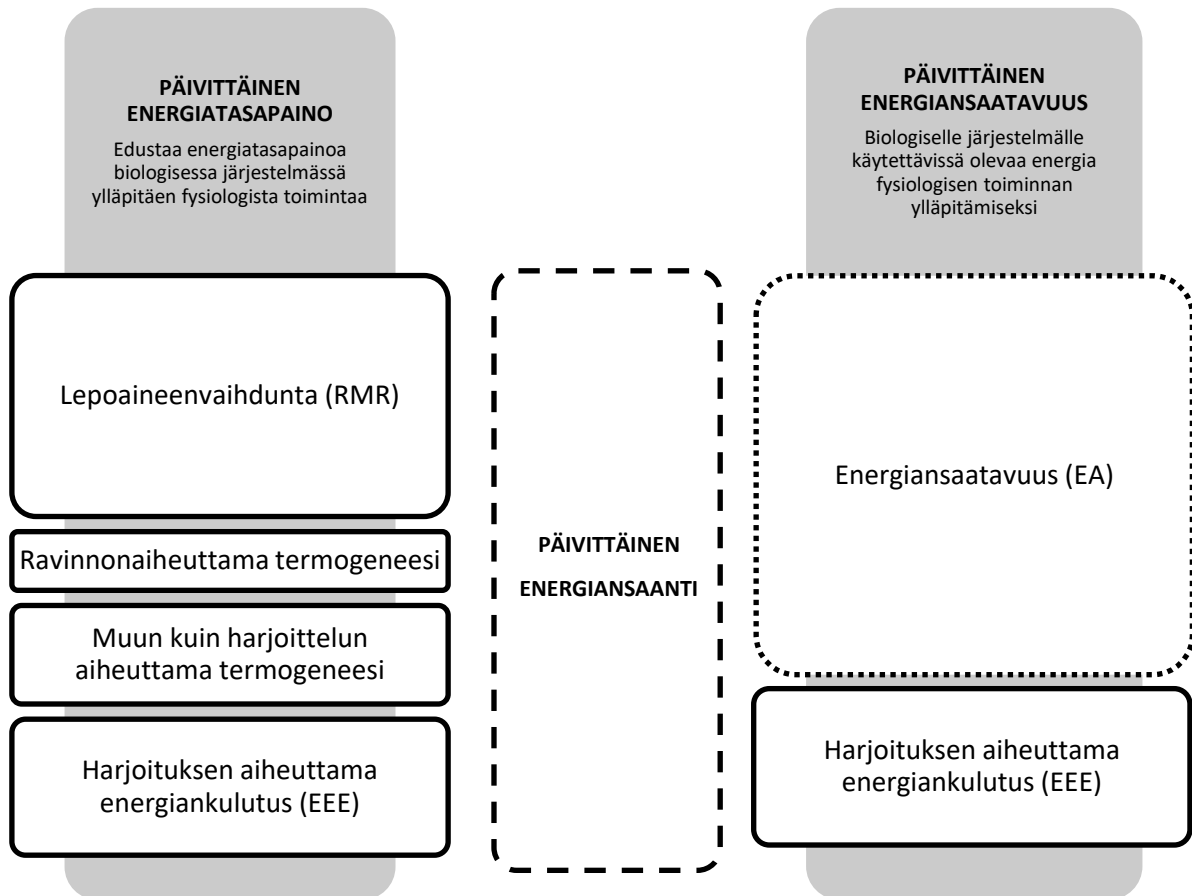 PÄIVITTÄINEN
ENERGIATASAPAINO
Edustaa energiatasapainoa
biologisessa järjestelmässä
ylläpitäen fysiologista toimintaa
Lepoaineenvaihdunta (RMR)
Ravinnonaiheuttama termogeneesi
Muun kuin harjoittelun
aiheuttama termogeneesi
Harjoituksen aiheuttama
energiankulutus (EEE)
PÄIVITTÄINEN
ENERGIANSAANTI
PÄIVITTÄINEN
ENERGIANSAATAVUUS
Biologiselle järjestelmälle
käytettävissä olevaa energia
fysiologisen toiminnan
ylläpitämiseksi
Energiansaatavuus (EA)
Harjoituksen aiheuttama
energiankulutus (EEE)